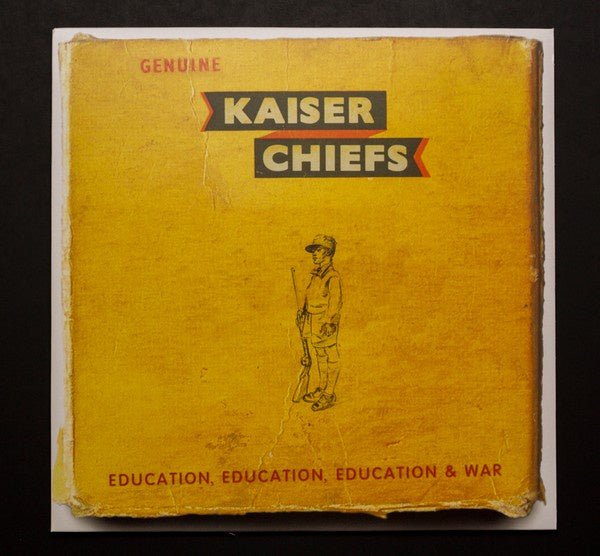 GENUINE
KAISER
CHIEFS
EDUCATION, EDUCATION, EDUCATION & WAR